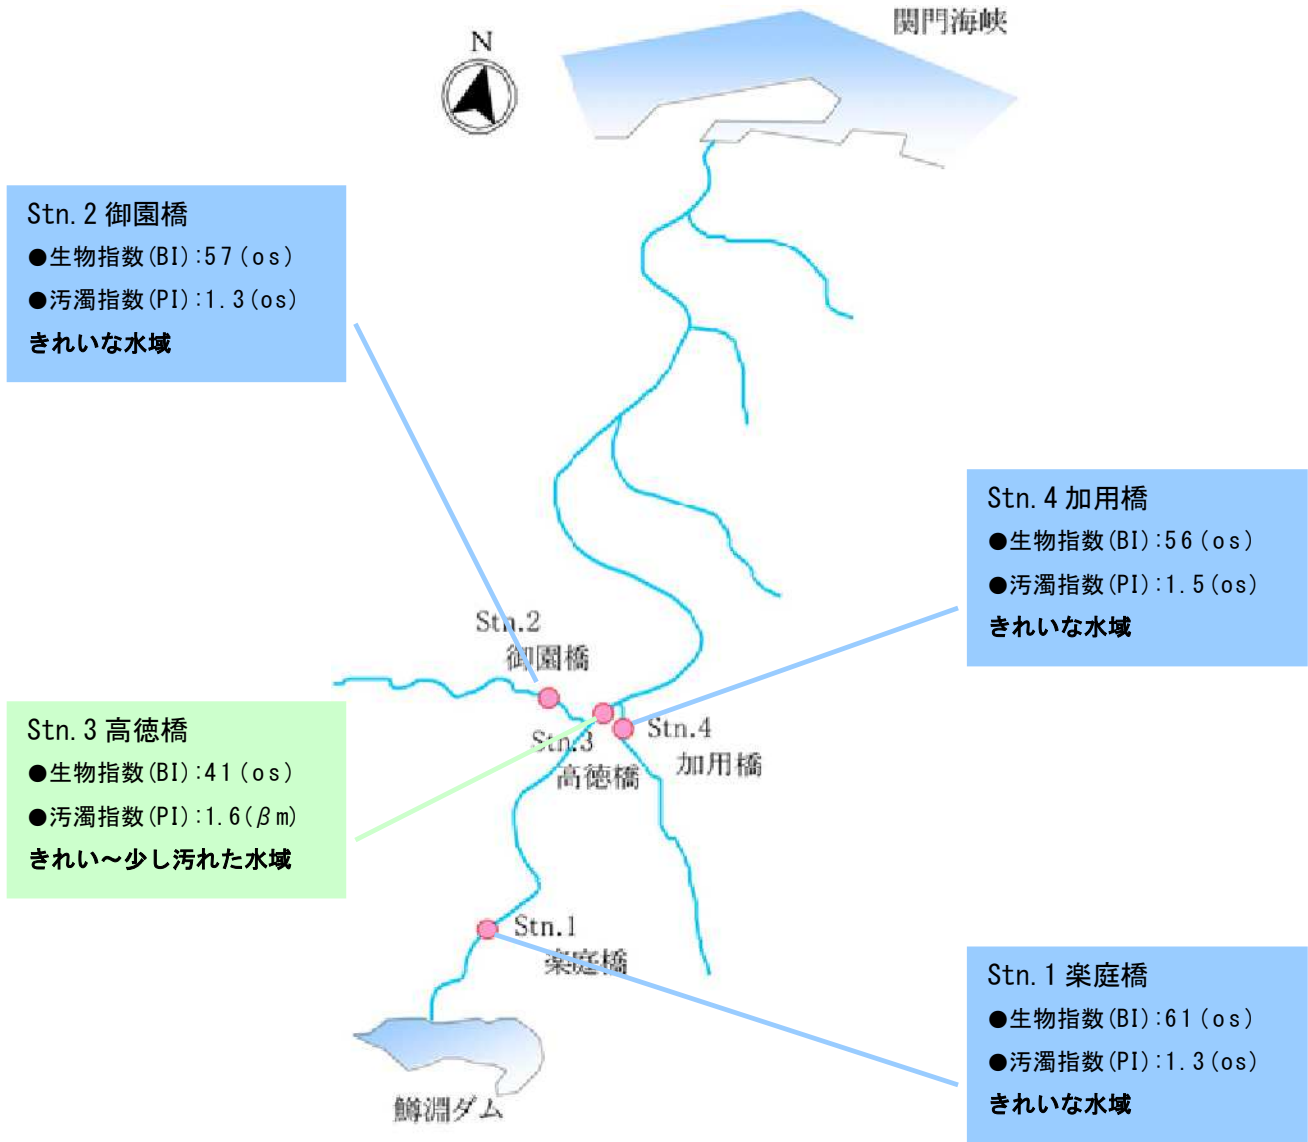 関門海峡
N
Stn.2 御園橋
●生物指数(BI):57(os)
●汚濁指数(PI):1.3(os)
きれいな水域
Stn.4 加用橋
●生物指数(BI):56(os)
●汚濁指数(PI):1.5(os)
きれいな水域
Stn.2
御園橋
Stn.3 高徳橋
●生物指数(BI):41(os)
●汚濁指数(PI):1.6(βm)
きれい～少し汚れた水域
Stn.3
高徳橋
Stn.4
加用橋
Stn.1
楽庭橋
Stn.1 楽庭橋
●生物指数(BI):61(os)
●汚濁指数(PI):1.3(os)
きれいな水域
鱒淵ダム